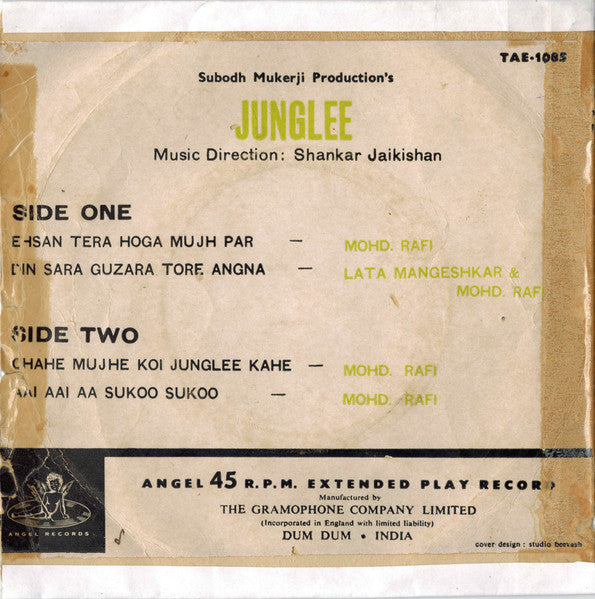 TAE-1085
Subodh Mukerji Production's
JUNGLEE
Music Direction: Shankar Jaikishan
SIDE ONE
EHSAN TERA HOGA MUJH PAR — MOHD. RAFI
DIN SARA GUZARA TORE ANGNA — LATA MANGESHKAR &
MOHD. RAF
SIDE TWO
CHAHE MUJHE KOI JUNGLEE KAHE — MOHD. RAFI
AAI AAI AA SUKOO SUKOO — MOHD. RAFI
ANGEL 45 R.P.M. EXTENDED PLAY RECORD
Manufactured by
THE GRAMOPHONE COMPANY LIMITED
(Incorporated in England with limited liability)
DUM DUM • INDIA
ANGEL RECORDS
cover design : studio